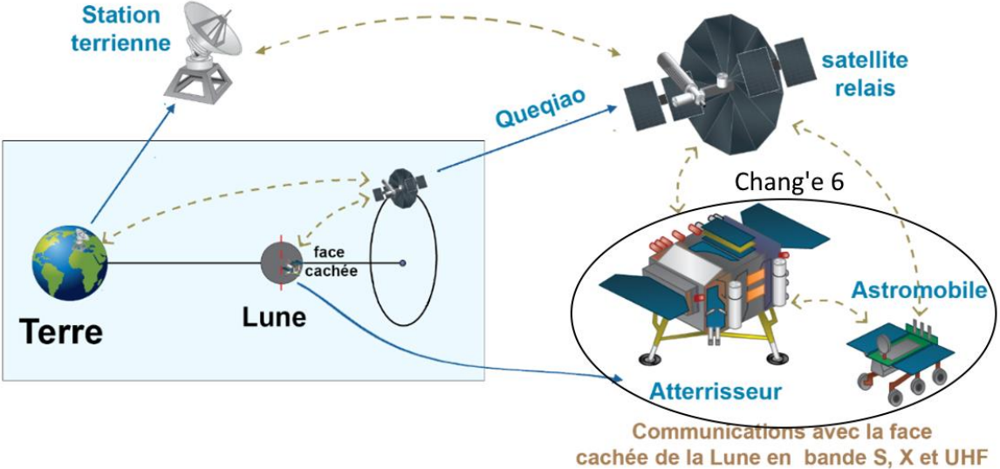 Station
terrienne
satellite
relais
Queqiao
Chang'e 6
face
cachée
Astromobile
Lune
Terre
Atterrisseur
Communications avec la face
cachée de la Lune en bande S, X et UHF